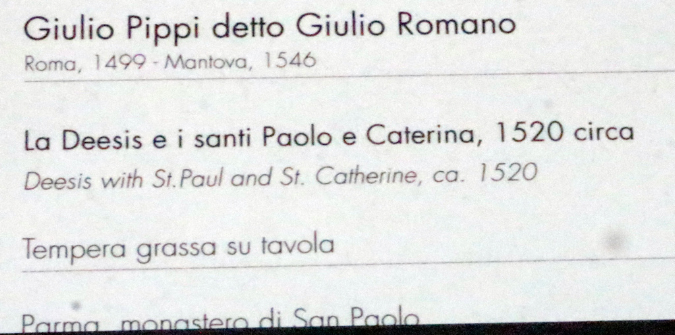 Giulio Pippi detto Giulio Romano
Roma, 1499 - Mantova, 1546
La Deesis e i santi Paolo e Caterina, 1520 circa
Deesis with St.Paul and St. Catherine, ca. 1520
Tempera grassa su tavola
Parma, monastero di San Paolo